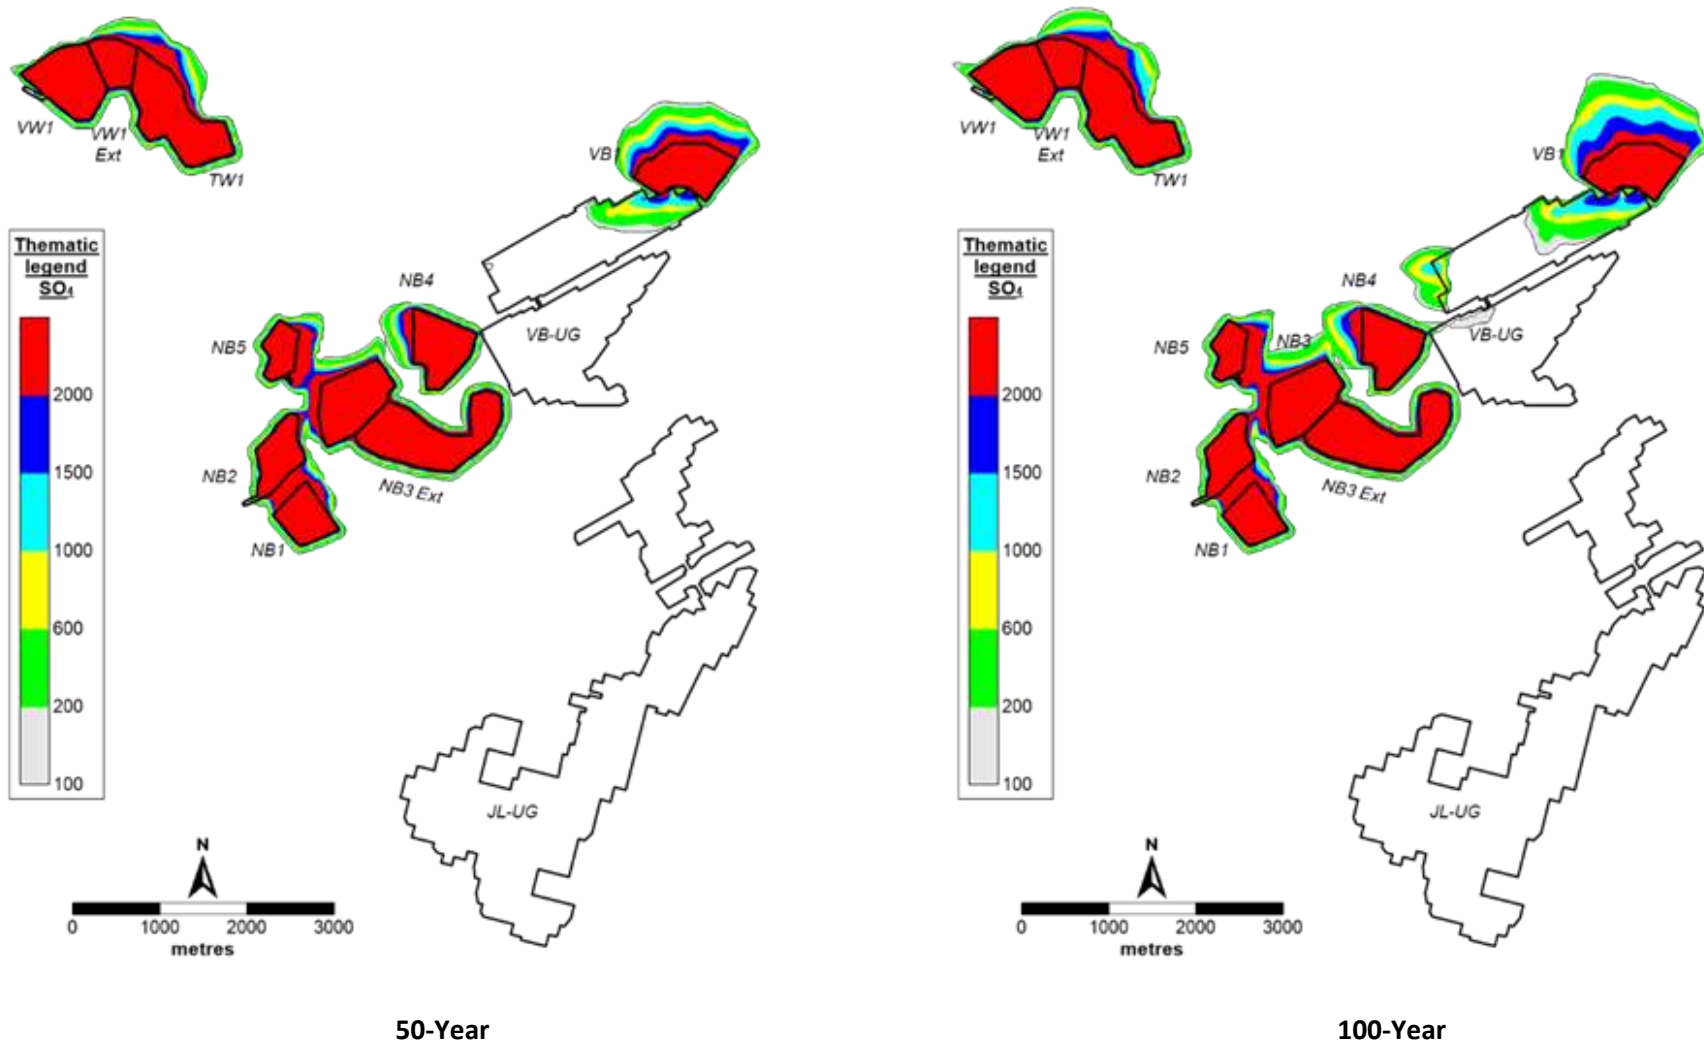 VW1
VW1
Ext
TW1
VB1
Thematic
legend
SO4
2000
1500
1000
600
200
100
NB4
NB5
VB-UG
NB2
NB3 Ext
NB1
JL-UG
N
0 1000 2000 3000
metres
50-Year
VW1
VW1
Ext
TW1
VB1
Thematic
legend
SO4
2000
1500
1000
600
200
100
NB4
NB5
NB3
VB-UG
NB2
NB3 Ext
NB1
JL-UG
N
0 1000 2000 3000
metres
100-Year